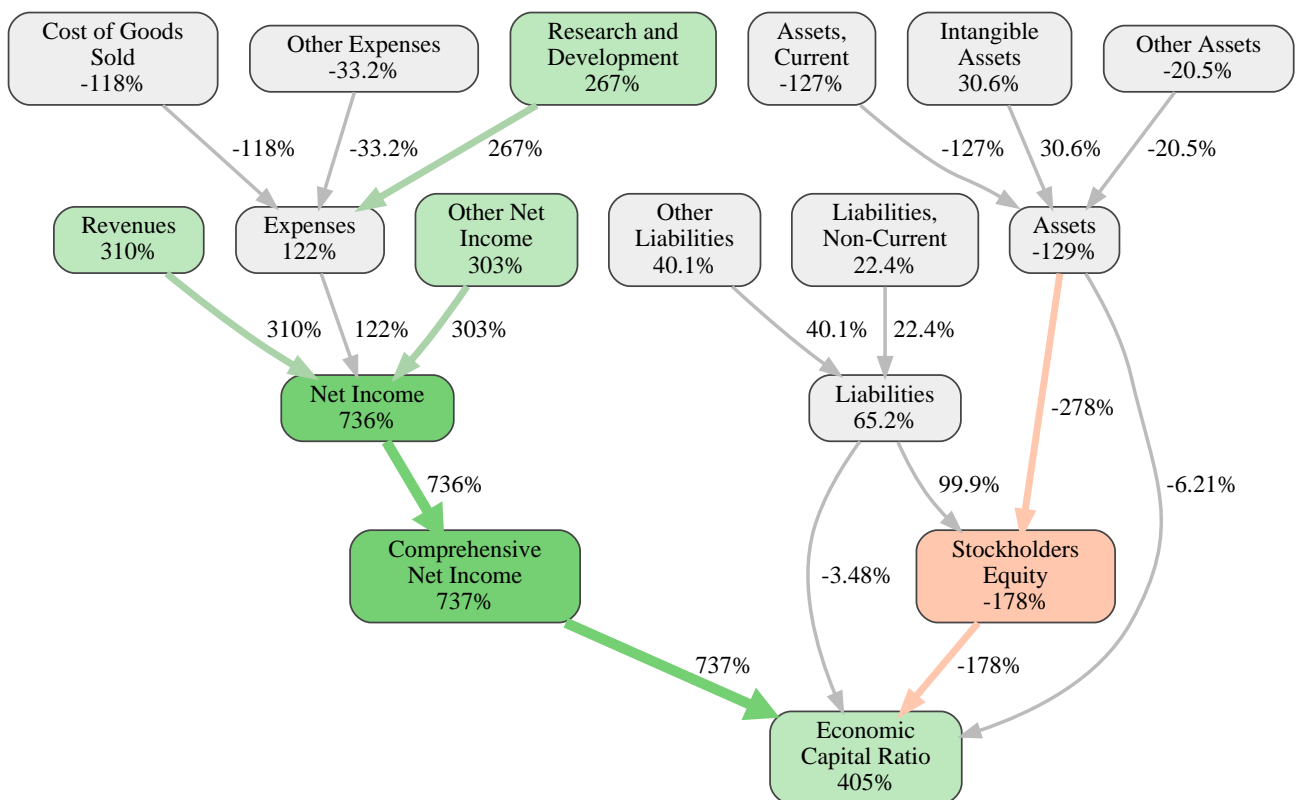 Cost of Goods
Sold
-118%
Other Expenses
-33.2%
Research and
Development
267%
Assets,
Current
-127%
Intangible
Assets
30.6%
Other Assets
-20.5%
-118%
-33.2%
267%
-127%
30.6%
-20.5%
Revenues
310%
Expenses
122%
Other Net
Income
303%
Other
Liabilities
40.1%
Liabilities,
Non-Current
22.4%
Assets
-129%
310%
122%
303%
40.1%
22.4%
Net Income
736%
Liabilities
65.2%
-278%
736%
99.9%
-6.21%
Comprehensive
Net Income
737%
-3.48%
Stockholders
Equity
-178%
737%
-178%
Economic
Capital Ratio
405%